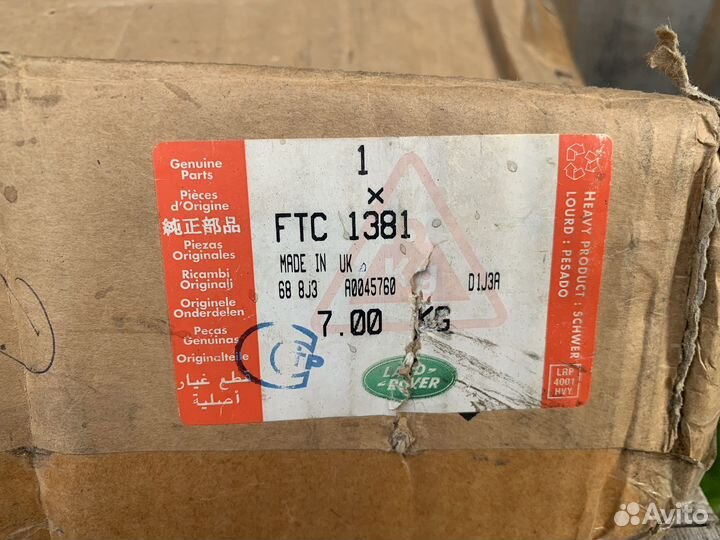 Genuine
Parts
Pièces
d'Origine
純正部品
Piezas
Originales
Ricambi
Originali
Originele
Onderdelen
Peças
Genuinas
Originalteile
قطع غيار
أصلية
1
×
FTC 1381
MADE IN UK
68 8J3 A0045760 D1J3A
7.00 KG
Kg
LAND
ROVER
HEAVY PRODUCT : SCHWER
LOURD : PESADO
LRP
4001
HVY
Avito